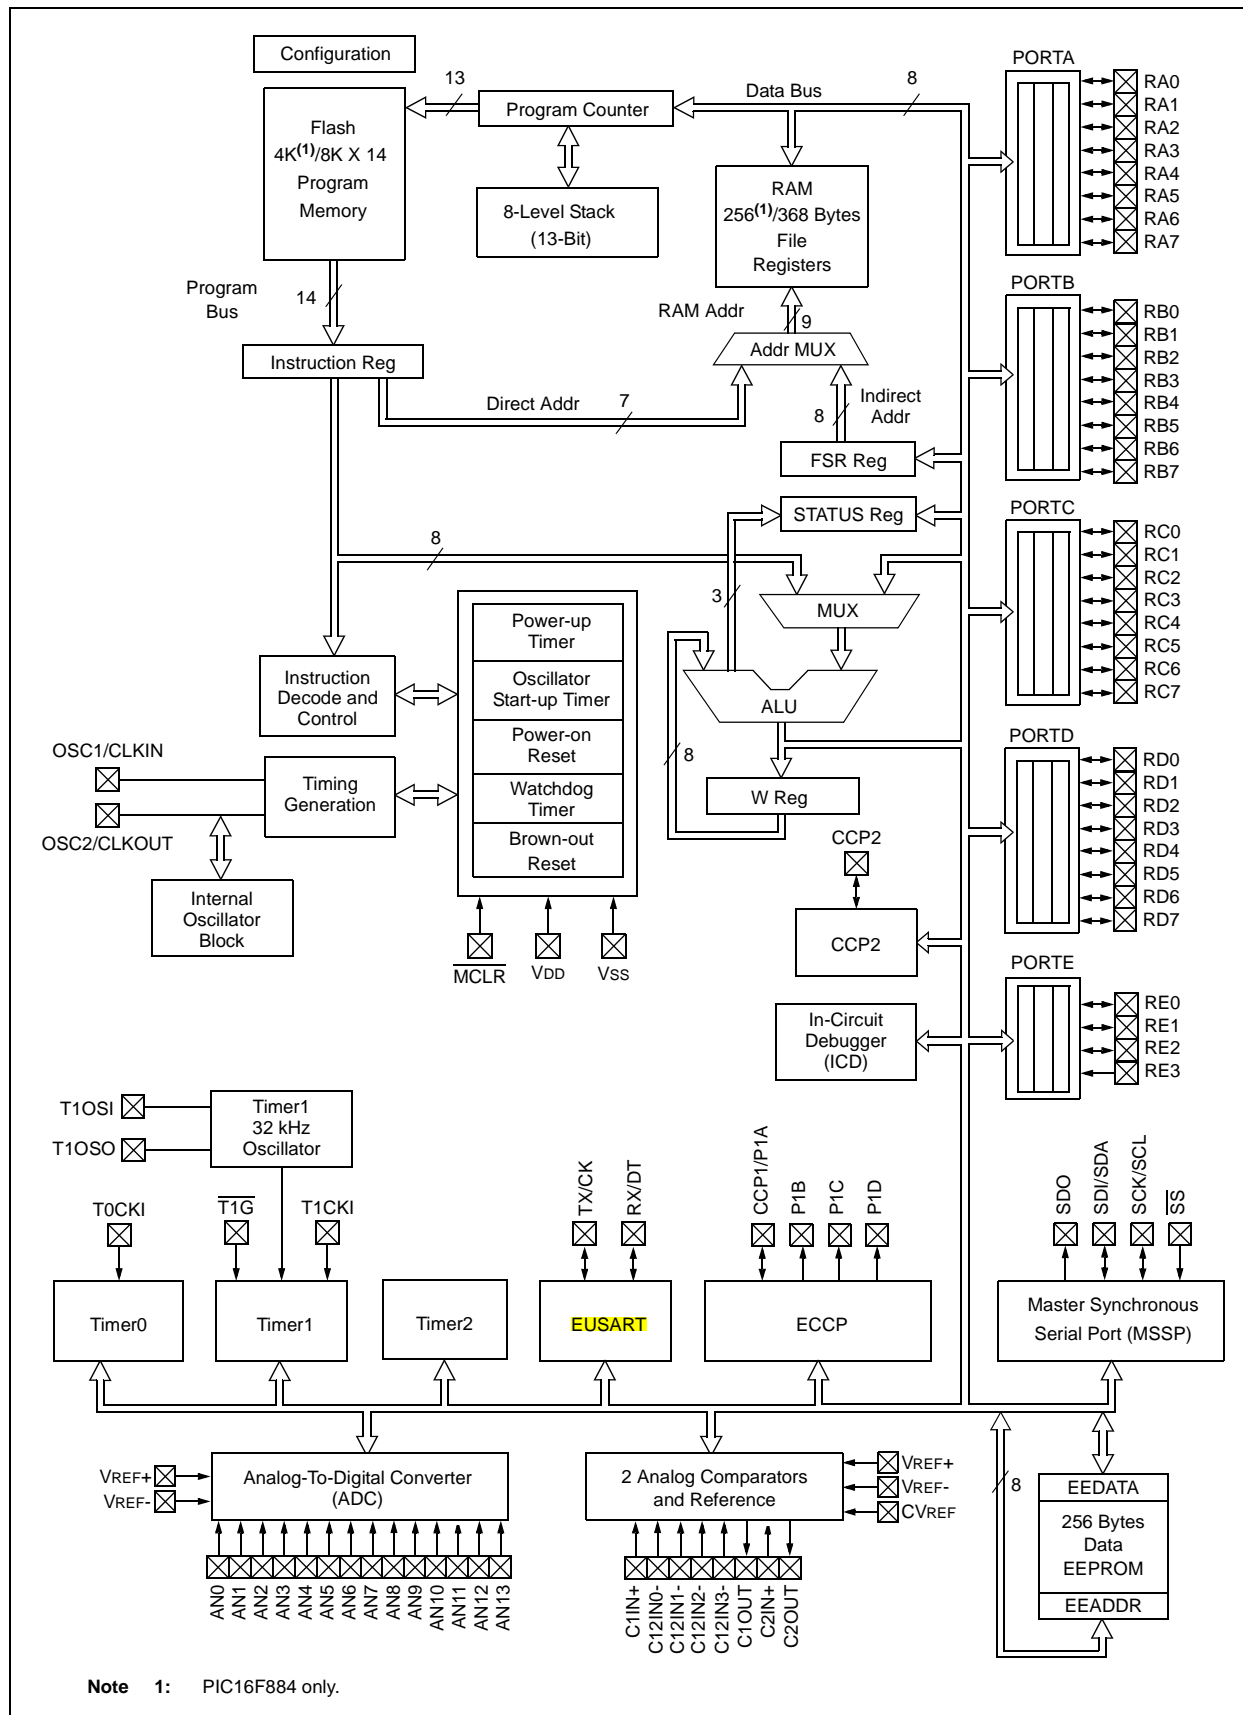 Configuration
13
Program Counter
Data Bus
8
Flash
4K(1)/8K X 14
Program
Memory
8-Level Stack
(13-Bit)
RAM
256(1)/368 Bytes
File
Registers
Program
Bus
14
RAM Addr
9
Addr MUX
Instruction Reg
Direct Addr
7
8
Indirect
Addr
FSR Reg
STATUS Reg
8
3
MUX
ALU
8
W Reg
Instruction
Decode and
Control
Power-up
Timer
Oscillator
Start-up Timer
Power-on
Reset
Watchdog
Timer
Brown-out
Reset
OSC1/CLKIN
OSC2/CLKOUT
Timing
Generation
Internal
Oscillator
Block
MCLR
VDD
VSS
CCP2
CCP2
In-Circuit
Debugger
(ICD)
PORTA
RA0
RA1
RA2
RA3
RA4
RA5
RA6
RA7
PORTB
RB0
RB1
RB2
RB3
RB4
RB5
RB6
RB7
PORTC
RC0
RC1
RC2
RC3
RC4
RC5
RC6
RC7
PORTD
RD0
RD1
RD2
RD3
RD4
RD5
RD6
RD7
PORTE
RE0
RE1
RE2
RE3
T1OSI
T1OSO
Timer1
32 kHz
Oscillator
T0CKI
T1G
T1CKI
TX/CK
RX/DT
CCP1/P1A
P1B
P1C
P1D
SDO
SDI/SDA
SCK/SCL
SS
Timer0
Timer1
Timer2
EUSART
ECCP
Master Synchronous
Serial Port (MSSP)
VREF+
VREF-
Analog-To-Digital Converter
(ADC)
AN0
AN1
AN2
AN3
AN4
AN5
AN6
AN7
AN8
AN9
AN10
AN11
AN12
AN13
2 Analog Comparators
and Reference
VREF+
VREF-
CVREF
C1IN+
C12IN0-
C12IN1-
C12IN2-
C12IN3-
C1OUT
C2IN+
C2OUT
8
EEDATA
256 Bytes
Data
EEPROM
EEADDR
Note 1: PIC16F884 only.